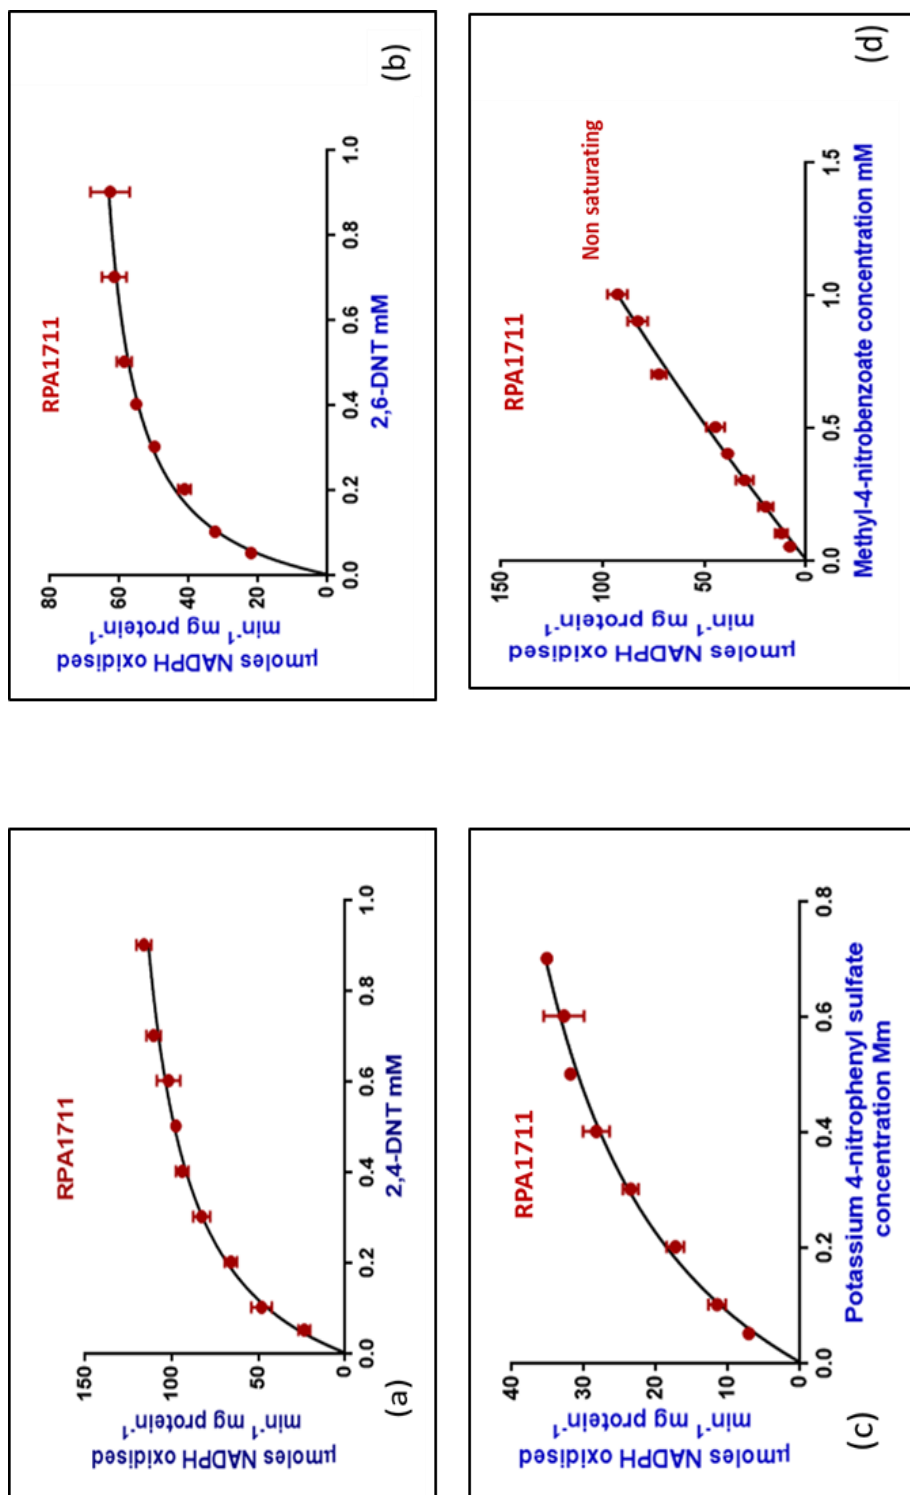 RPA1711
150
100
50
0
µmoles NADPH oxidised
min-1 mg protein-1
0.0
0.2
0.4
0.6
0.8
1.0
2,4-DNT mM
(a)
RPA1711
80
60
40
20
0
µmoles NADPH oxidised
min-1 mg protein-1
0.0
0.2
0.4
0.6
0.8
1.0
2,6-DNT mM
(b)
RPA1711
40
30
20
10
0
µmoles NADPH oxidised
min-1 mg protein-1
0.0
0.2
0.4
0.6
0.8
Potassium 4-nitrophenyl sulfate
concentration Mm
(c)
RPA1711
Non saturating
150
100
50
0
µmoles NADPH oxidised
min-1 mg protein-1
0.0
0.5
1.0
1.5
Methyl-4-nitrobenzoate concentration mM
(d)